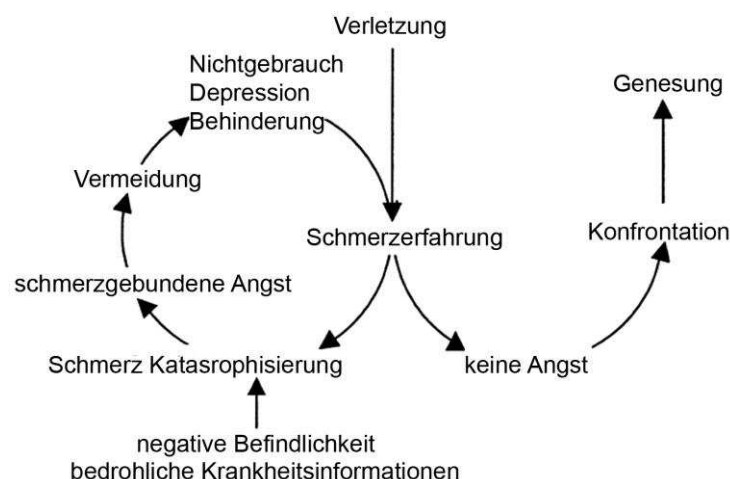 Verletzung
Nichtgebrauch
Depression
Behinderung
Genesung
Vermeidung
Schmerzerfahrung
Konfrontation
schmerzgebundene Angst
Schmerz Katasrophisierung
keine Angst
negative Befindlichkeit
bedrohliche Krankheitsinformationen